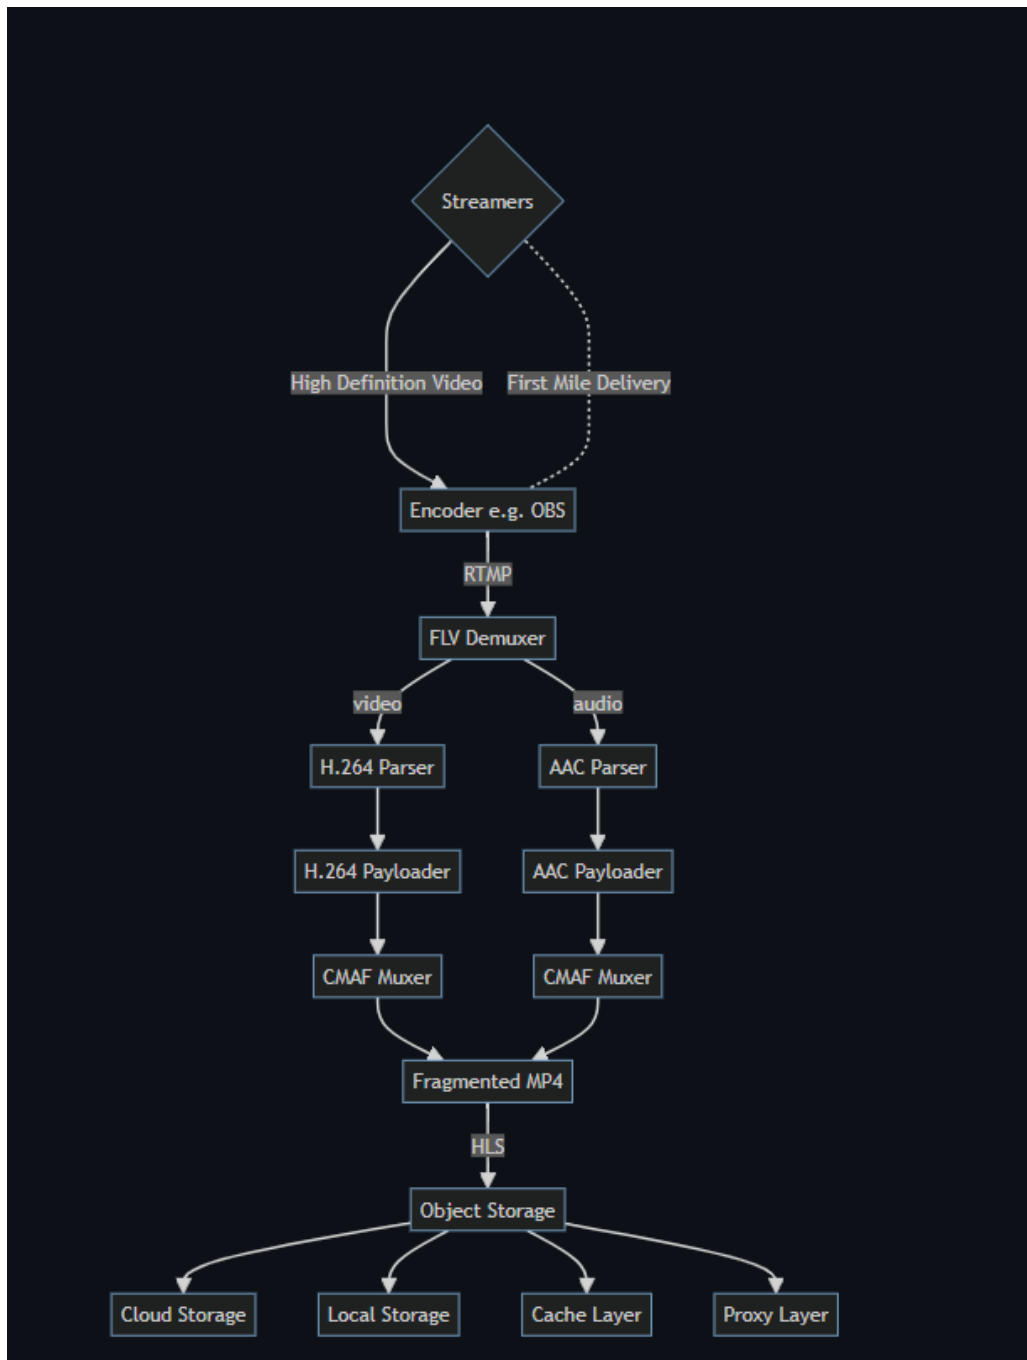 Streamers
High Definition Video
First Mile Delivery
Encoder e.g. OBS
RTMP
FLV Demuxer
video
audio
H.264 Parser
AAC Parser
H.264 Payloader
AAC Payloader
CMAF Muxer
CMAF Muxer
Fragmented MP4
HLS
Object Storage
Cloud Storage
Local Storage
Cache Layer
Proxy Layer